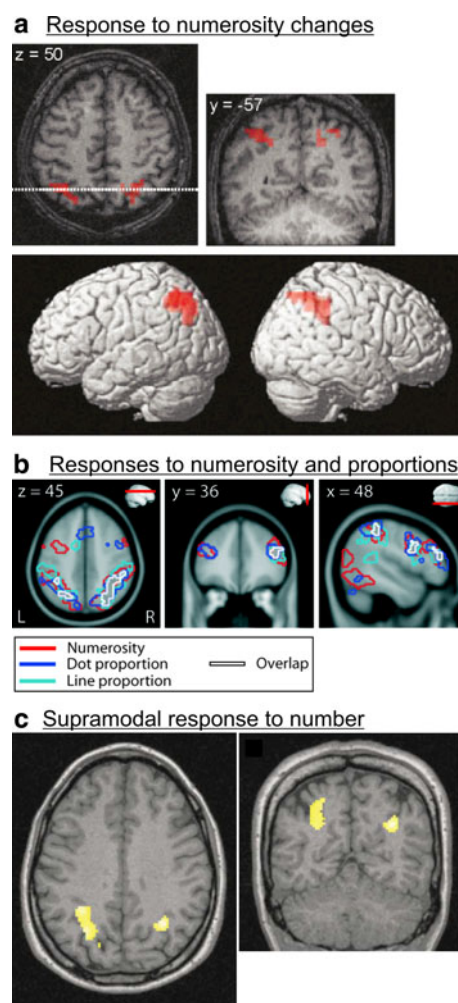 a Response to numerosity changes
z = 50
y = -57
b Responses to numerosity and proportions
z = 45
y = 36
x = 48
L
R
Numerosity
Dot proportion
Line proportion
Overlap
c Supramodal response to number